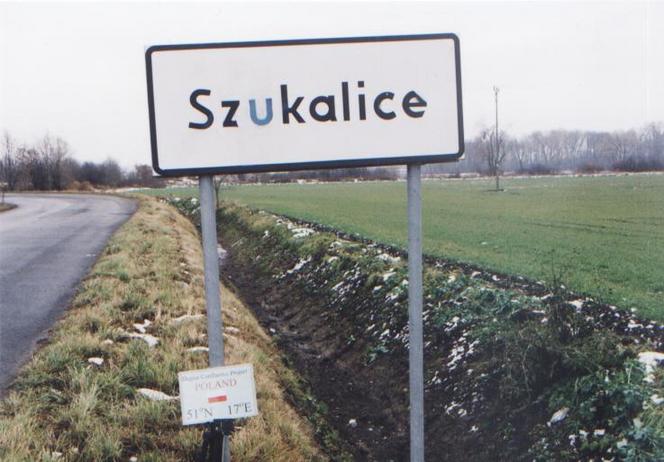 Szukalice
Degree Confluence Project
POLAND
51°N 17°E